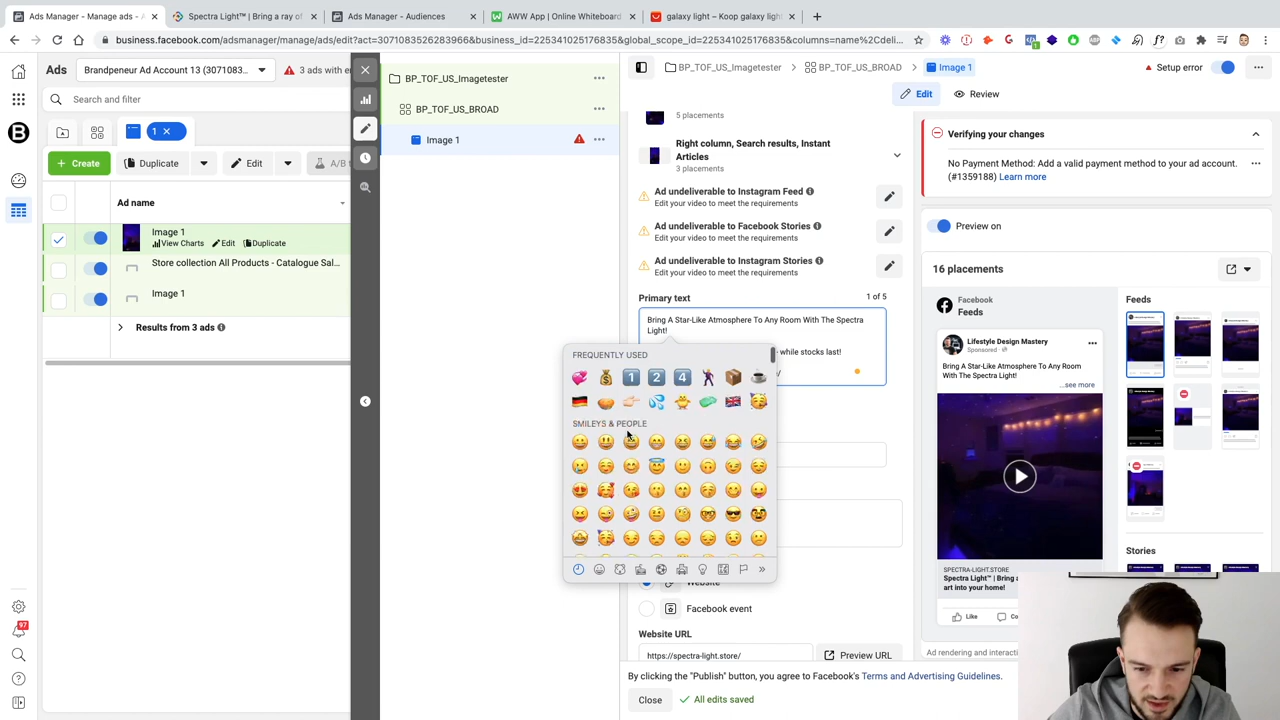 Ads Manager - Manage ads - A
Spectra Light™ | Bring a ray of
Ads Manager - Audiences
AWW App | Online Whiteboard
galaxy light – Koop galaxy ligh
business.facebook.com/adsmanager/manage/ads/edit?act=3071083526283966&business_id=225341025176835&global_scope_id=225341025176835&columns=name%2Cdeli...
Ads
Brandpeneur Ad Account 13 (3071083...
3 ads with er
Search and filter
1
Create
Duplicate
Edit
A/B t
Ad name
Image 1
View Charts
Edit
Duplicate
Store collection All Products - Catalogue Sal...
Image 1
Results from 3 ads
97
BP_TOF_US_Imagetester
BP_TOF_US_BROAD
Image 1
BP_TOF_US_Imagetester
BP_TOF_US_BROAD
Image 1
Setup error
Edit
Review
5 placements
Right column, Search results, Instant
Articles
3 placements
Ad undeliverable to Instagram Feed
Edit your video to meet the requirements
Ad undeliverable to Facebook Stories
Edit your video to meet the requirements
Ad undeliverable to Instagram Stories
Edit your video to meet the requirements
Primary text
1 of 5
Bring A Star-Like Atmosphere To Any Room With The Spectra
Light!
while stocks last!
FREQUENTLY USED
SMILEYS & PEOPLE
Website
Facebook event
Website URL
https://spectra-light.store/
Preview URL
By clicking the "Publish" button, you agree to Facebook's Terms and Advertising Guidelines.
Close
All edits saved
Verifying your changes
No Payment Method: Add a valid payment method to your ad account.
(#1359188) Learn more
Preview on
16 placements
Facebook
Feeds
Lifestyle Design Mastery
Sponsored
Bring A Star-Like Atmosphere To Any Room
With The Spectra Light!
...see more
SPECTRA-LIGHT.STORE
Spectra Light™ | Bring
art into your home!
Like
Co
Ad rendering and interacti
Feeds
Stories